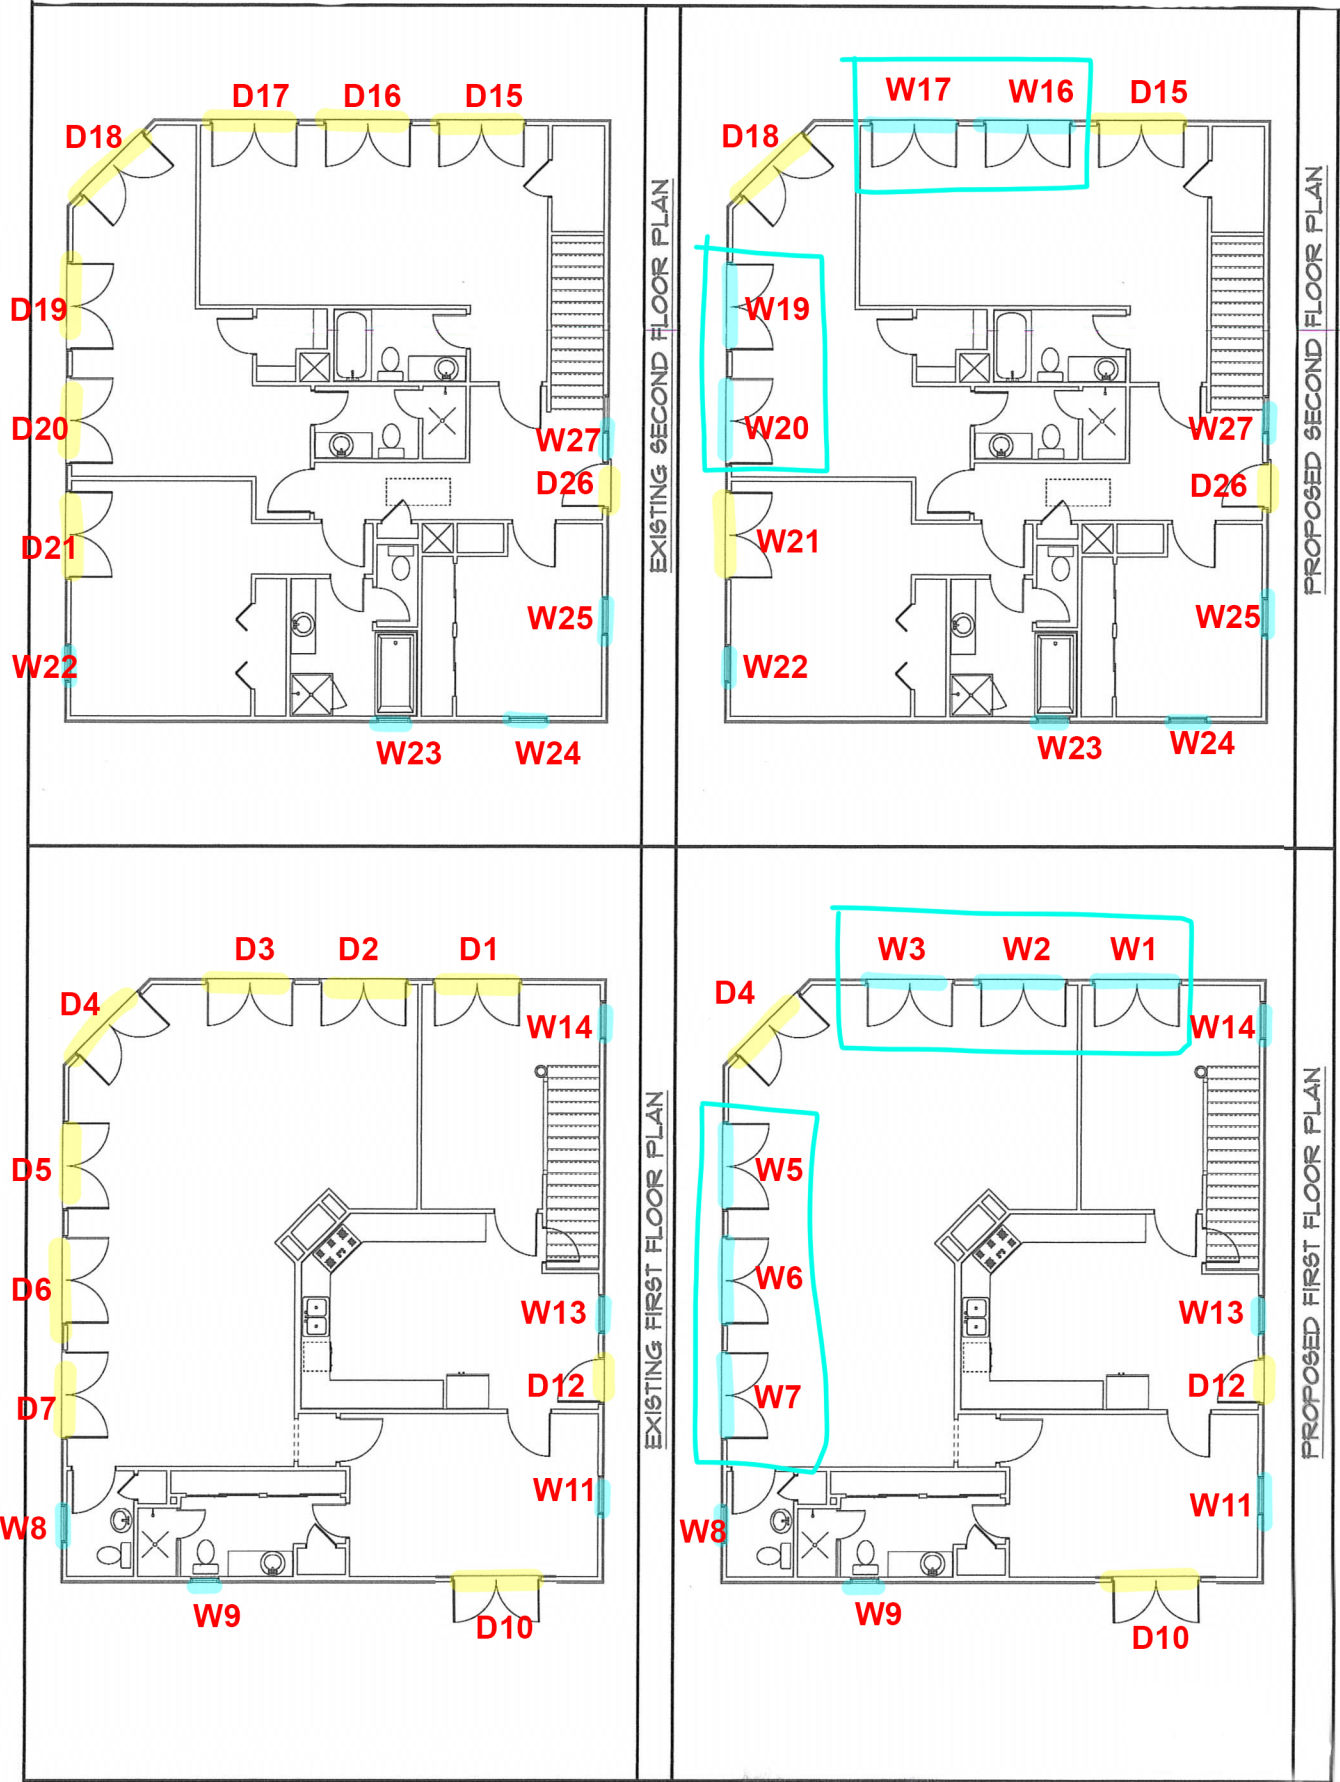 D17 D16 D15
D18
D19
D20
W27
D26
D21
W25
W22
W23 W24
EXISTING SECOND FLOOR PLAN
W17 W16 D15
D18
W19
W20
W27
D26
W21
W25
W22
W23 W24
PROPOSED SECOND FLOOR PLAN
D3 D2 D1
D4
W14
D5
D6
W13
D12
D7
W11
W8
W9
D10
EXISTING FIRST FLOOR PLAN
W3 W2 W1
D4
W14
W5
W6
W13
D12
W7
W11
W8
W9
D10
PROPOSED FIRST FLOOR PLAN